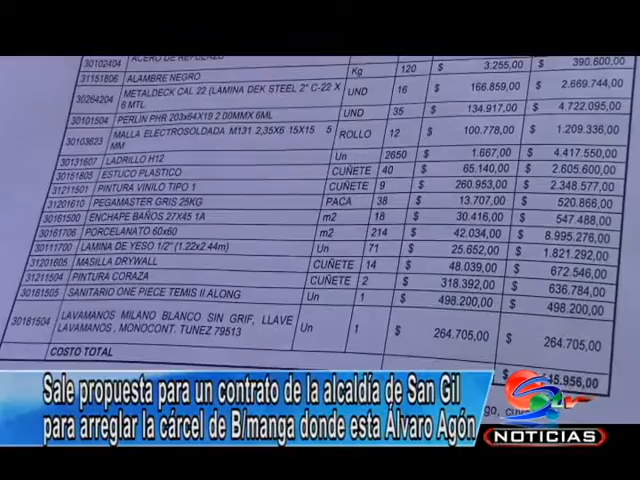 30102404 ACERO DE REFUERZO Kg 120 $ 3.255,00 $ 390.600,00
31151806 ALAMBRE NEGRO
30264204 METALDECK CAL 22 (LAMINA DEK STEEL 2" C-22 X 6 MTL UND 16 $ 166.859,00 $ 2.669.744,00
30101504 PERLIN PHR 203x64X19 2.00MMX 6ML UND 35 $ 134.917,00 $ 4.722.095,00
30103623 MALLA ELECTROSOLDADA M131 2,35X6 15X15 5 MM ROLLO 12 $ 100.778,00 $ 1.209.336,00
30131607 LADRILLO H12 Un 2650 $ 1.667,00 $ 4.417.550,00
30151805 ESTUCO PLASTICO CUÑETE 40 $ 65.140,00 $ 2.605.600,00
31211501 PINTURA VINILO TIPO 1 CUÑETE 9 $ 260.953,00 $ 2.348.577,00
31201610 PEGAMASTER GRIS 25KG PACA 38 $ 13.707,00 $ 520.866,00
30161500 ENCHAPE BAÑOS 27X45 1A m2 18 $ 30.416,00 $ 547.488,00
30161706 PORCELANATO 60x60 m2 214 $ 42.034,00 $ 8.995.276,00
30111700 LAMINA DE YESO 1/2" (1.22x2.44m) Un 71 $ 25.652,00 $ 1.821.292,00
31201605 MASILLA DRYWALL CUÑETE 14 $ 48.039,00 $ 672.546,00
31211504 PINTURA CORAZA CUÑETE 2 $ 318.392,00 $ 636.784,00
30181505 SANITARIO ONE PIECE TEMIS II ALONG Un 1 $ 498.200,00 $ 498.200,00
30181504 LAVAMANOS MILANO BLANCO SIN GRIF, LLAVE LAVAMANOS, MONOCONT. TUNEZ 79513 Un 1 $ 264.705,00 $ 264.705,00
COSTO TOTAL $
Sale propuesta para un contrato de la alcaldía de San Gil
para arreglar la cárcel de B/manga donde esta Álvaro Agón
NOTICIAS